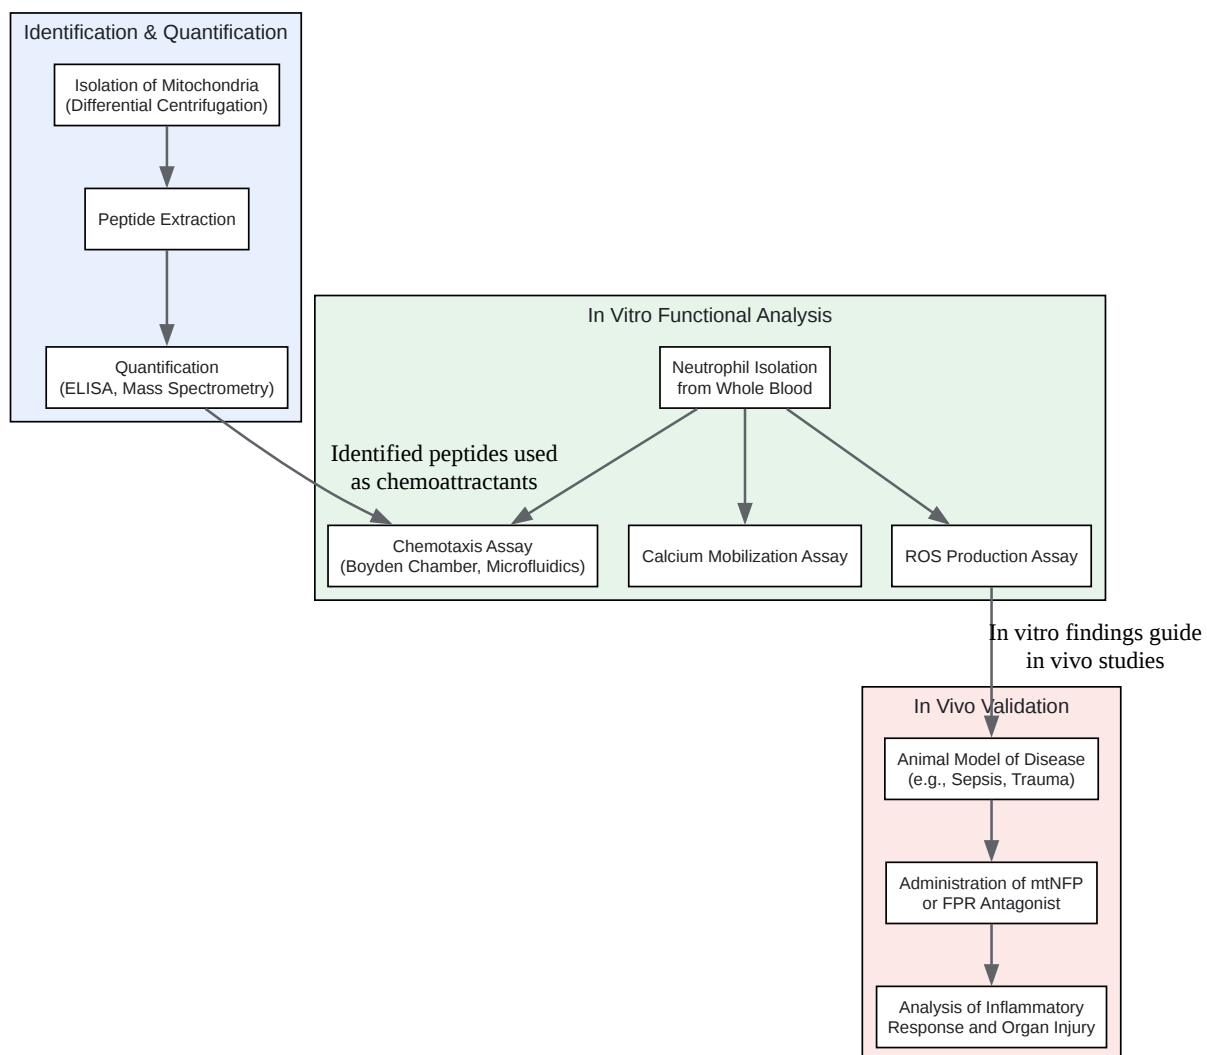 Identification & Quantification
Isolation of Mitochondria
(Differential Centrifugation)
Peptide Extraction
Quantification
(ELISA, Mass Spectrometry)
In Vitro Functional Analysis
Neutrophil Isolation
from Whole Blood
Identified peptides used
as chemoattractants
Chemotaxis Assay
(Boyden Chamber, Microfluidics)
Calcium Mobilization Assay
ROS Production Assay
In vitro findings guide
in vivo studies
In Vivo Validation
Animal Model of Disease
(e.g., Sepsis, Trauma)
Administration of mtNFP
or FPR Antagonist
Analysis of Inflammatory
Response and Organ Injury